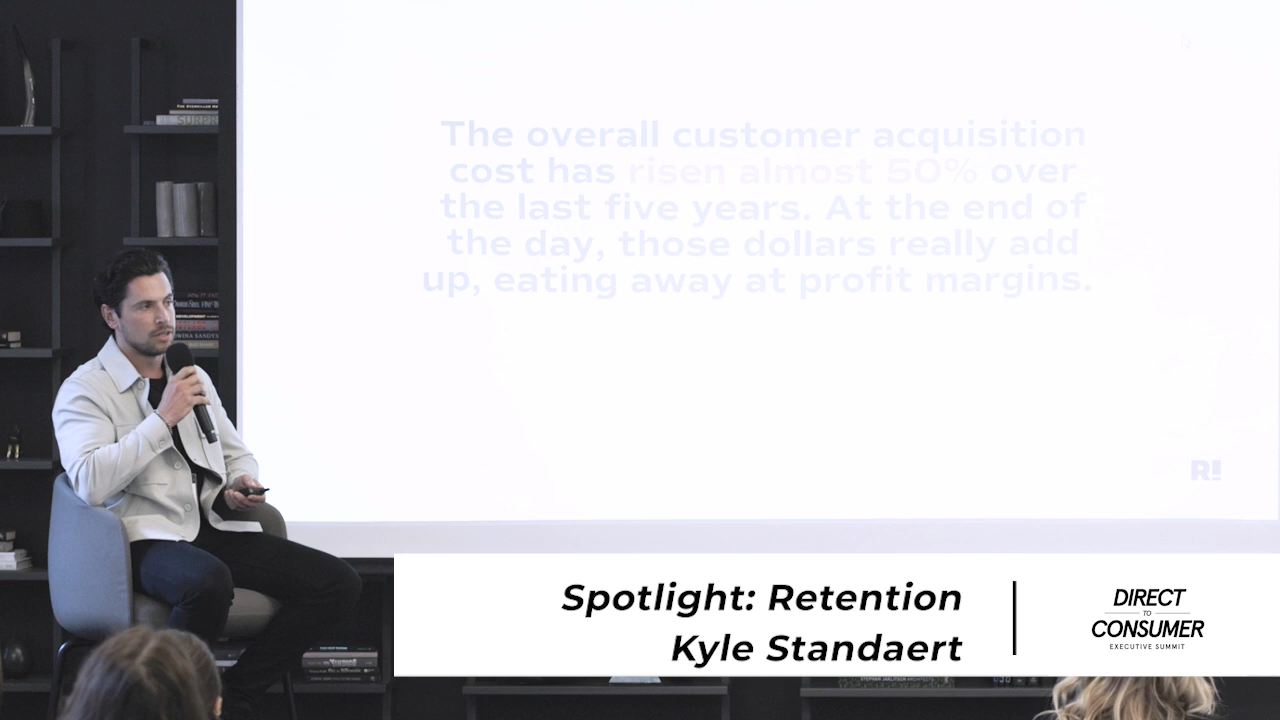 The overall customer acquisition
cost has risen almost 50% over
the last five years. At the end of
the day, those dollars really add
up, eating away at profit margins.
R!
Spotlight: Retention
Kyle Standaert
DIRECT
TO
CONSUMER
EXECUTIVE SUMMIT